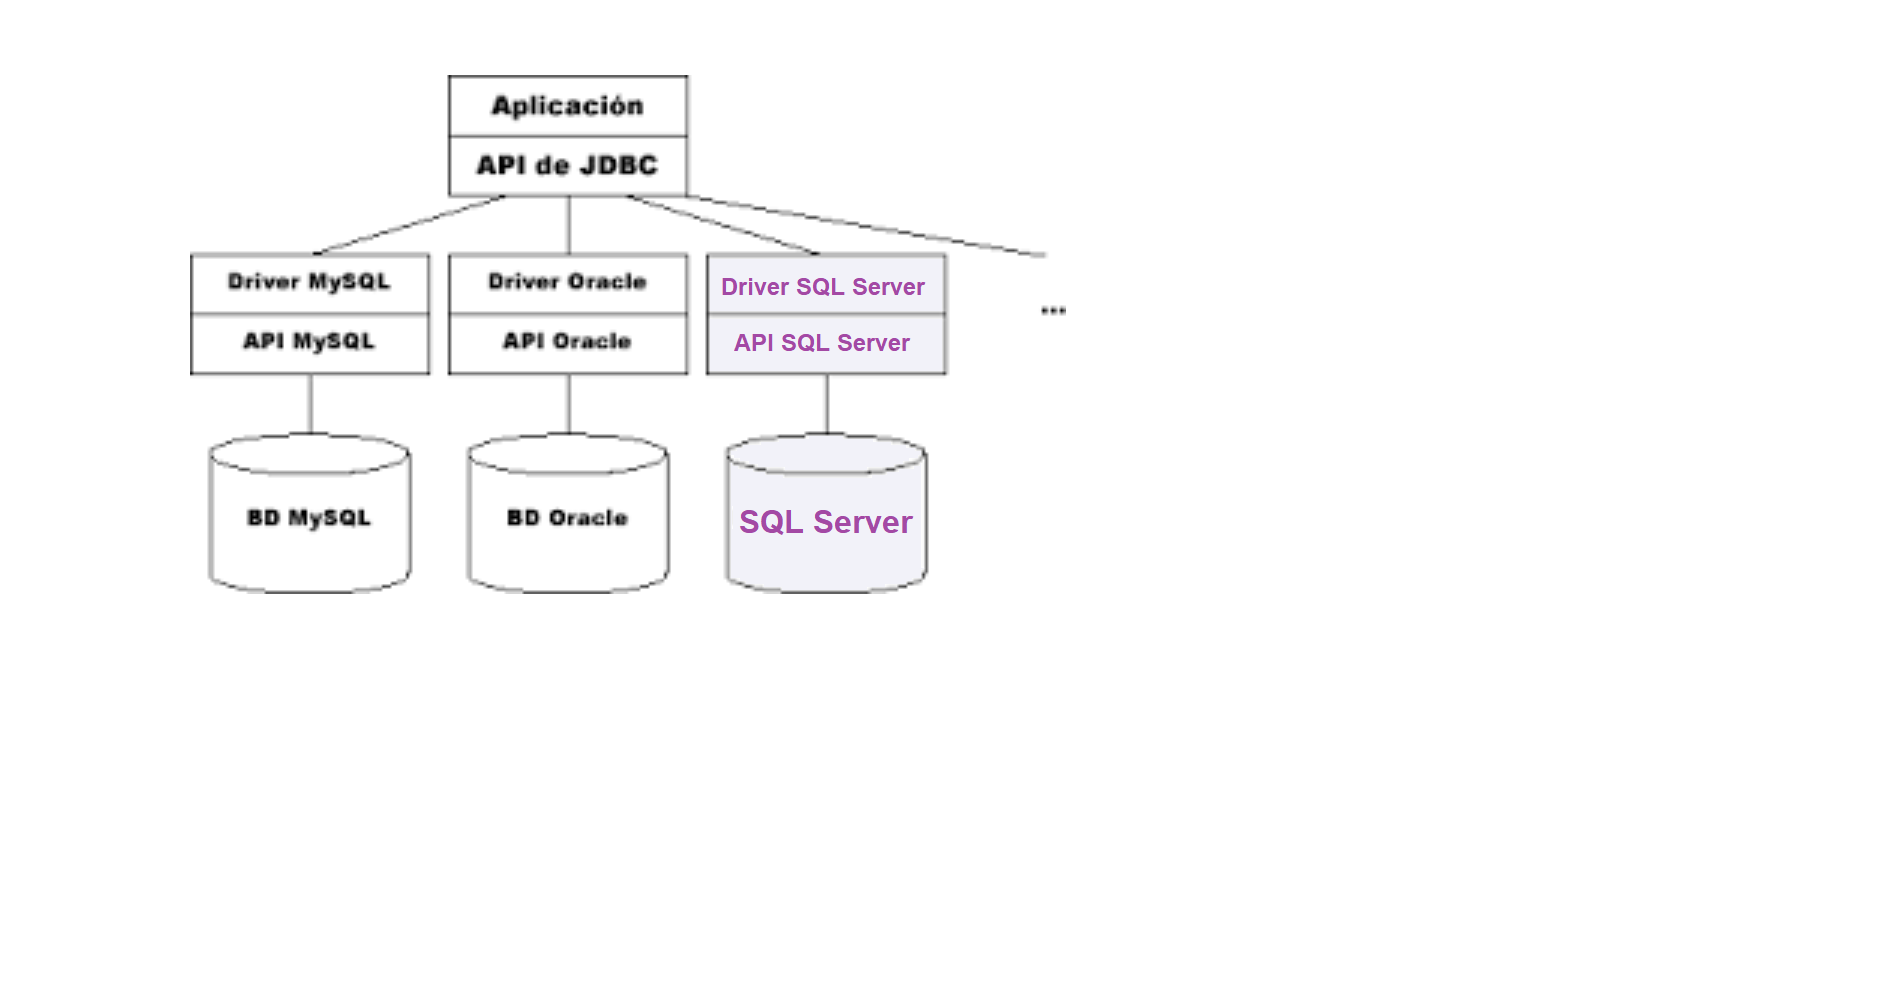 Aplicación
API de JDBC
Driver MySQL
API MySQL
Driver Oracle
API Oracle
Driver SQL Server
API SQL Server
...
BD MySQL
BD Oracle
SQL Server